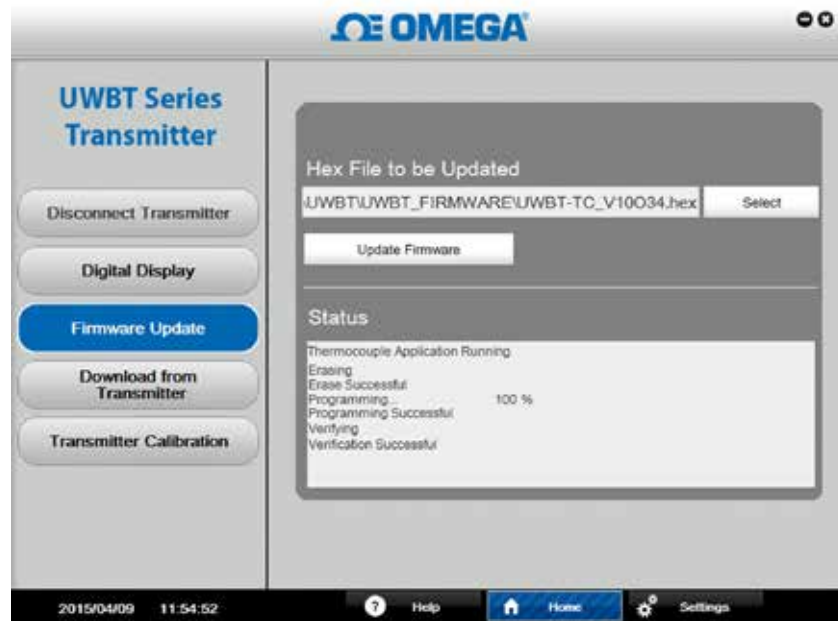 OMEGA
UWBT Series
Transmitter
Disconnect Transmitter
Digital Display
Firmware Update
Download from
Transmitter
Transmitter Calibration
Hex File to be Updated
\UWBT\UWBT_FIRMWARE\UWBT-TC_V10O34.hex
Select
Update Firmware
Status
Thermocouple Application Running
Erasing
Erase Successful
Programming... 100 %
Programming Successful
Verifying
Verification Successful
2015/04/09 11:54:52
? Help
Home
Settings